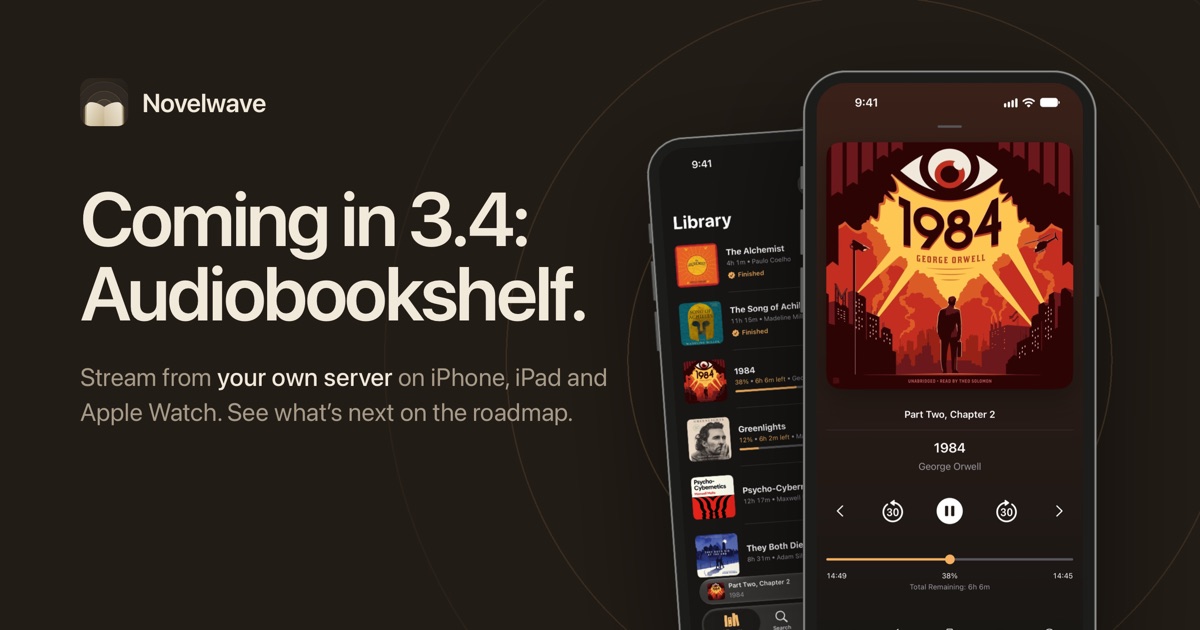 Novelwave
Coming in 3.4:
Audiobookshelf.
Stream from your own server on iPhone, iPad and
Apple Watch. See what’s next on the roadmap.
9:41
Library
The Alchemist
4h 1m • Paulo Coelho
Finished
The Song of Achil
11h 15m • Madeline Mil
Finished
1984
38% • 6h 6m left • Geo
Greenlights
12% • 6h 2m left • M
Psycho-Cybernetics
Psycho-Cyber
12h 17m • Maxwell
They Both Die
8h 31m • Adam Si
Part Two, Chapter 2
1984
Search
9:41
1984
GEORGE ORWELL
UNABRIDGED • READ BY THEO SOLOMON
Part Two, Chapter 2
1984
George Orwell
30
30
14:49
38%
14:45
Total Remaining: 6h 6m